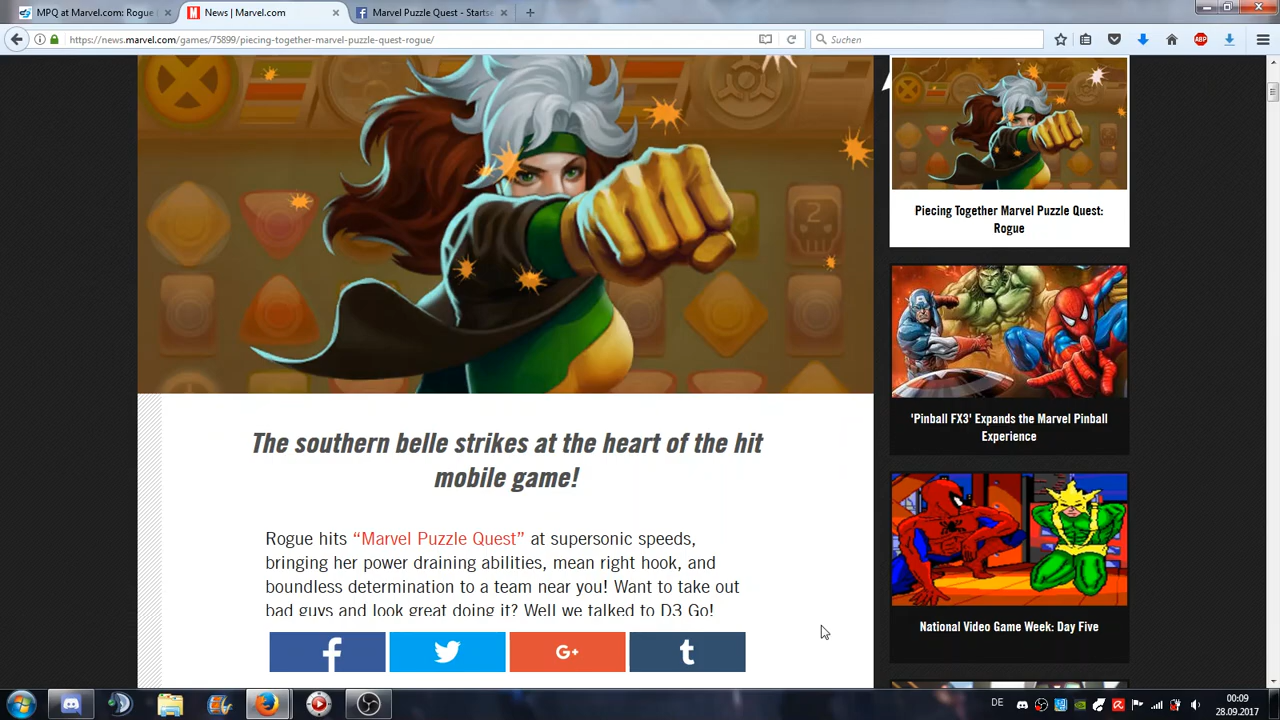 MPQ at Marvel.com: Rogue
News | Marvel.com
Marvel Puzzle Quest - Startse
https://news.marvel.com/games/75899/piecing-together-marvel-puzzle-quest-rogue/
Suchen
ABP
2
The southern belle strikes at the heart of the hit
mobile game!
Rogue hits “Marvel Puzzle Quest” at supersonic speeds,
bringing her power draining abilities, mean right hook, and
boundless determination to a team near you! Want to take out
bad guys and look great doing it? Well we talked to D3 Go!
f
G+
t
Piecing Together Marvel Puzzle Quest:
Rogue
'Pinball FX3' Expands the Marvel Pinball
Experience
National Video Game Week: Day Five
DE
00:09
28.09.2017